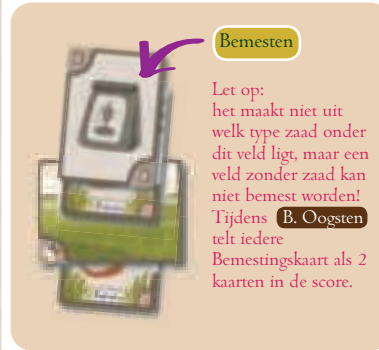 Bemesten
Let op:
het maakt niet uit
welk type zaad onder
dit veld ligt, maar een
veld zonder zaad kan
niet bemest worden!
Tijdens B. Oogsten
telt iedere
Bemestingskaart als 2
kaarten in de score.